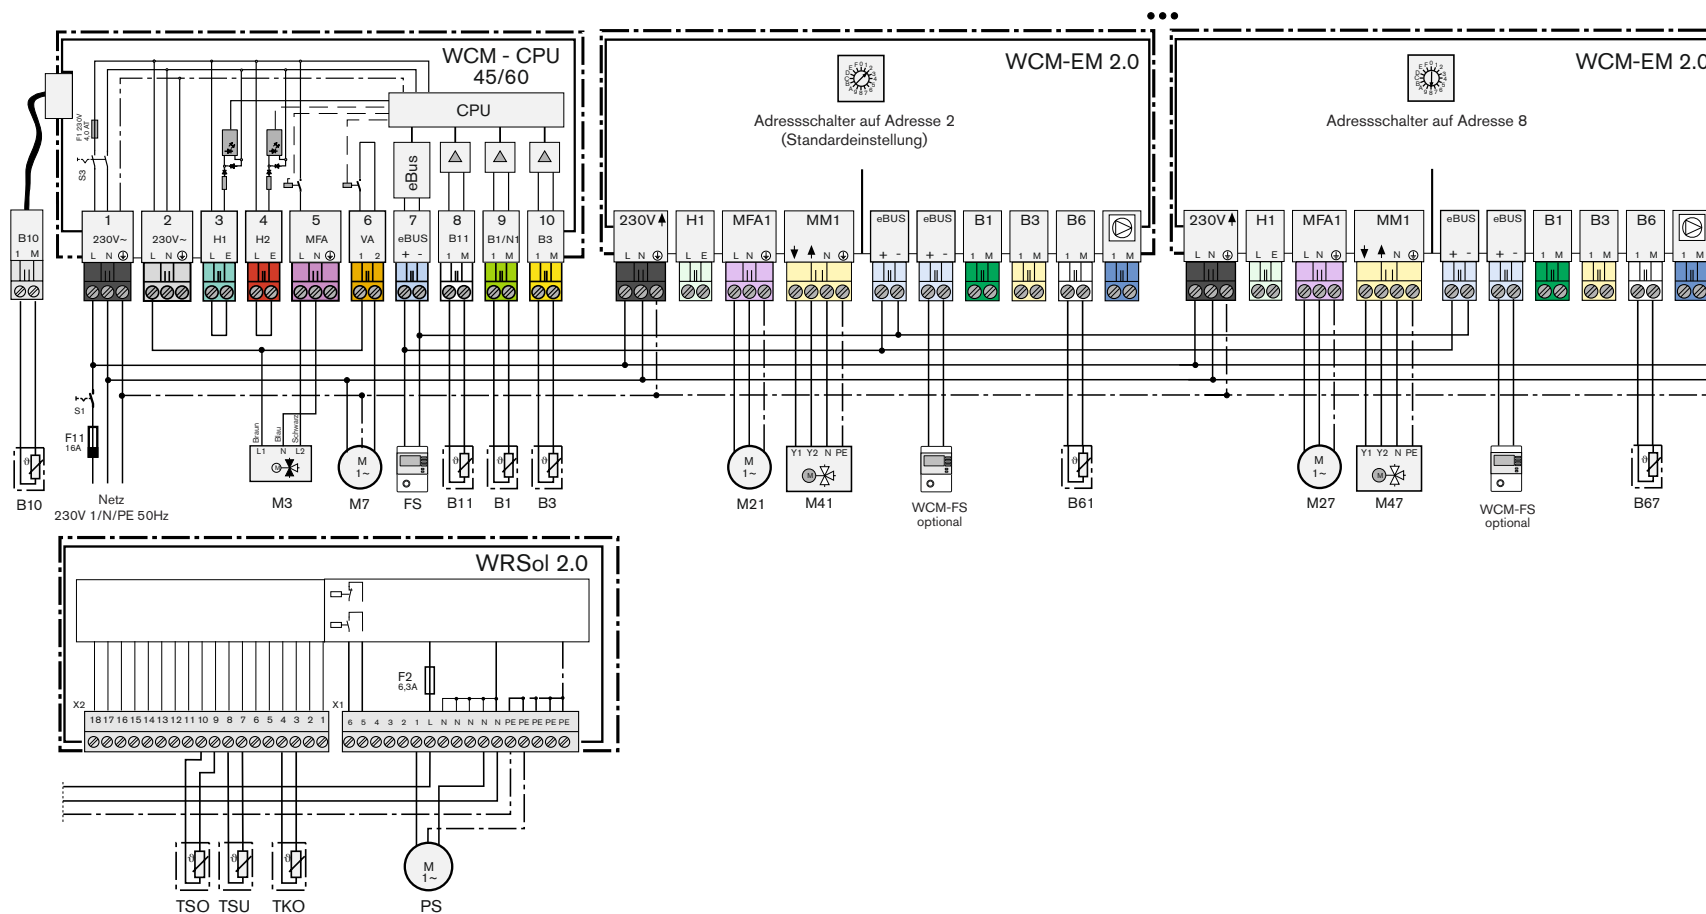 •••
WCM - CPU
45/60
CPU
F1 230V
4,0 AT
S3
eBus
B10
1 M
1 2 3 4 5 6 7 8 9 10
230V~ 230V~ H1 H2 MFA VA eBUS B11 B1/N1 B3
L N L N L E L E L N 1 2 + - 1 M 1 M 1 M
WCM-EM 2.0
Adressschalter auf Adresse 2
(Standardeinstellung)
230V H1 MFA1 MM1 eBUS eBUS B1 B3 B6
L N L E L N N + - + - 1 M 1 M 1 M 1 M
WCM-EM 2.0
Adressschalter auf Adresse 8
230V H1 MFA1 MM1 eBUS eBUS B1 B3 B6
L N L E L N N + - + - 1 M 1 M 1 M 1 M
S1
F11
16A
Braun
Blau
Schwarz
L1 N L2
M
M
1~
ϑ
Y1 Y2 N PE
B10
Netz
230V 1/N/PE 50Hz
M3 M7 FS B11 B1 B3
M21 M41
WCM-FS
optional
B61
M27 M47
WCM-FS
optional
B67
WRSol 2.0
F2
6,3A
X2
18 17 16 15 14 13 12 11 10 9 8 7 6 5 4 3 2 1
X1
6 5 4 3 2 1 L N N N N N PE PE PE PE PE
M
1~
TSO TSU TKO PS